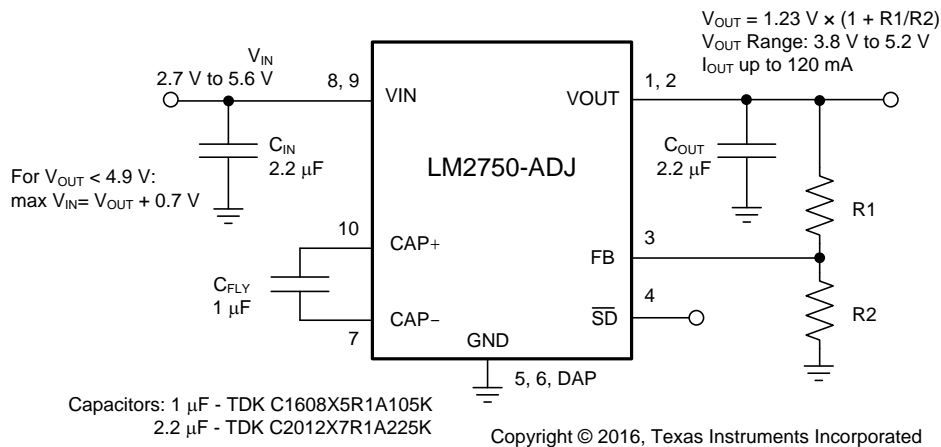 V_OUT = 1.23 V × (1 + R1/R2)
V_OUT Range: 3.8 V to 5.2 V
I_OUT up to 120 mA
V_IN
2.7 V to 5.6 V
8, 9
VIN
VOUT
1, 2
C_IN
2.2 μF
LM2750-ADJ
C_OUT
2.2 μF
For V_OUT < 4.9 V:
max V_IN= V_OUT + 0.7 V
R1
10
CAP+
FB
3
C_FLY
1 μF
CAP−
7
S̅D̅
4
R2
GND
5, 6, DAP
Capacitors: 1 μF - TDK C1608X5R1A105K
2.2 μF - TDK C2012X7R1A225K
Copyright © 2016, Texas Instruments Incorporated